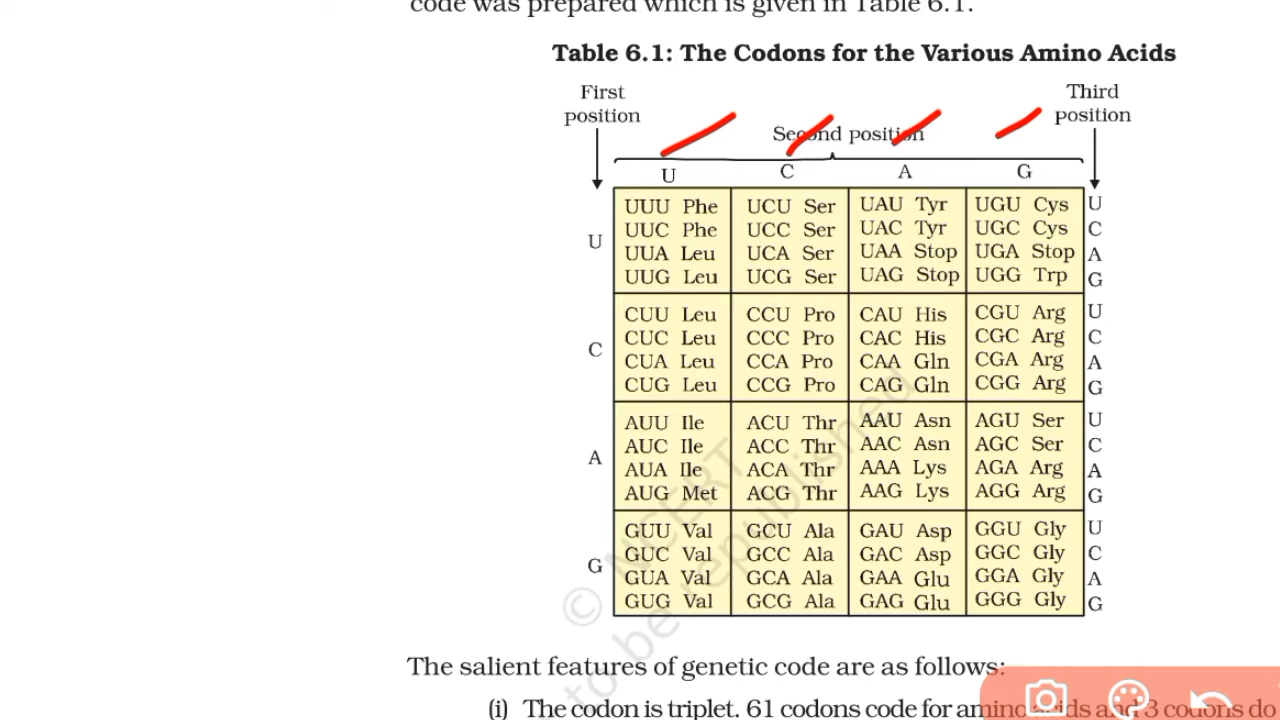 code was prepared which is given in Table 6.1.
Table 6.1: The Codons for the Various Amino Acids
First position
Third position
Second position
U C A G
U
UUU Phe UCU Ser UAU Tyr UGU Cys U
UUC Phe UCC Ser UAC Tyr UGC Cys C
UUA Leu UCA Ser UAA Stop UGA Stop A
UUG Leu UCG Ser UAG Stop UGG Trp G
C
CUU Leu CCU Pro CAU His CGU Arg U
CUC Leu CCC Pro CAC His CGC Arg C
CUA Leu CCA Pro CAA Gln CGA Arg A
CUG Leu CCG Pro CAG Gln CGG Arg G
A
AUU Ile ACU Thr AAU Asn AGU Ser U
AUC Ile ACC Thr AAC Asn AGC Ser C
AUA Ile ACA Thr AAA Lys AGA Arg A
AUG Met ACG Thr AAG Lys AGG Arg G
G
GUU Val GCU Ala GAU Asp GGU Gly U
GUC Val GCC Ala GAC Asp GGC Gly C
GUA Val GCA Ala GAA Glu GGA Gly A
GUG Val GCG Ala GAG Glu GGG Gly G
© NCERT
to be republished
The salient features of genetic code are as follows:
(i) The codon is triplet. 61 codons code for amino acids and 3 codons do